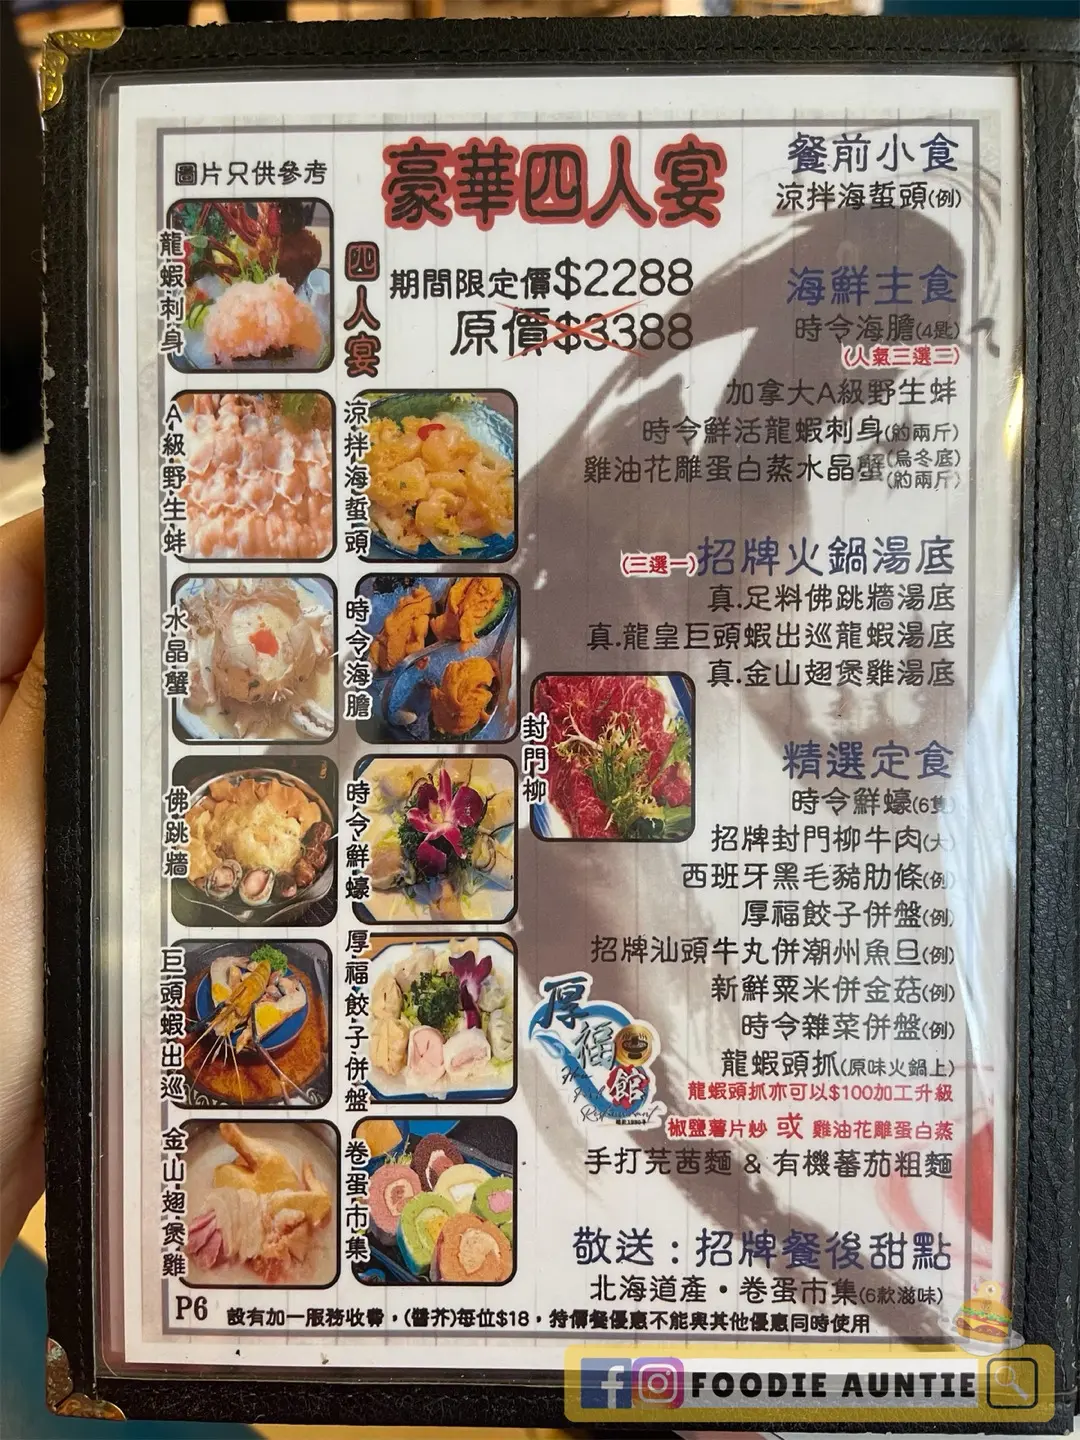 圖片只供參考
豪華四人宴
四人宴
期間限定價$2288
原價$3388
餐前小食
涼拌海蜇頭(例)
海鮮主食
時令海膽(4匙)
(人氣三選三)
加拿大A級野生蚌
時令鮮活龍蝦刺身(約兩斤)
雞油花雕蛋白蒸水晶蟹(烏冬底)(約兩斤)
(三選一)招牌火鍋湯底
真.足料佛跳牆湯底
真.龍皇巨頭蝦出巡龍蝦湯底
真.金山翅煲雞湯底
精選定食
時令鮮蠔(6隻)
招牌封門柳牛肉(大)
西班牙黑毛豬肋條(例)
厚福餃子併盤(例)
招牌汕頭牛丸併潮州魚旦(例)
新鮮粟米併金菇(例)
時令雜菜併盤(例)
龍蝦頭抓(原味火鍋上)
龍蝦頭抓亦可以$100加工升級
椒鹽薯片炒 或 雞油花雕蛋白蒸
手打芫茜麵 & 有機蕃茄粗麵
敬送：招牌餐後甜點
北海道產・卷蛋市集(6款滋味)
龍蝦刺身
A級野生蚌
涼拌海蜇頭
水晶蟹
時令海膽
封門柳
佛跳牆
時令鮮蠔
巨頭蝦出巡
厚福餃子併盤
金山翅煲雞
卷蛋市集
厚福館
P6 設有加一服務收費，(醬芥)每位$18，特價餐優惠不能與其他優惠同時使用
FOODIE AUNTIE